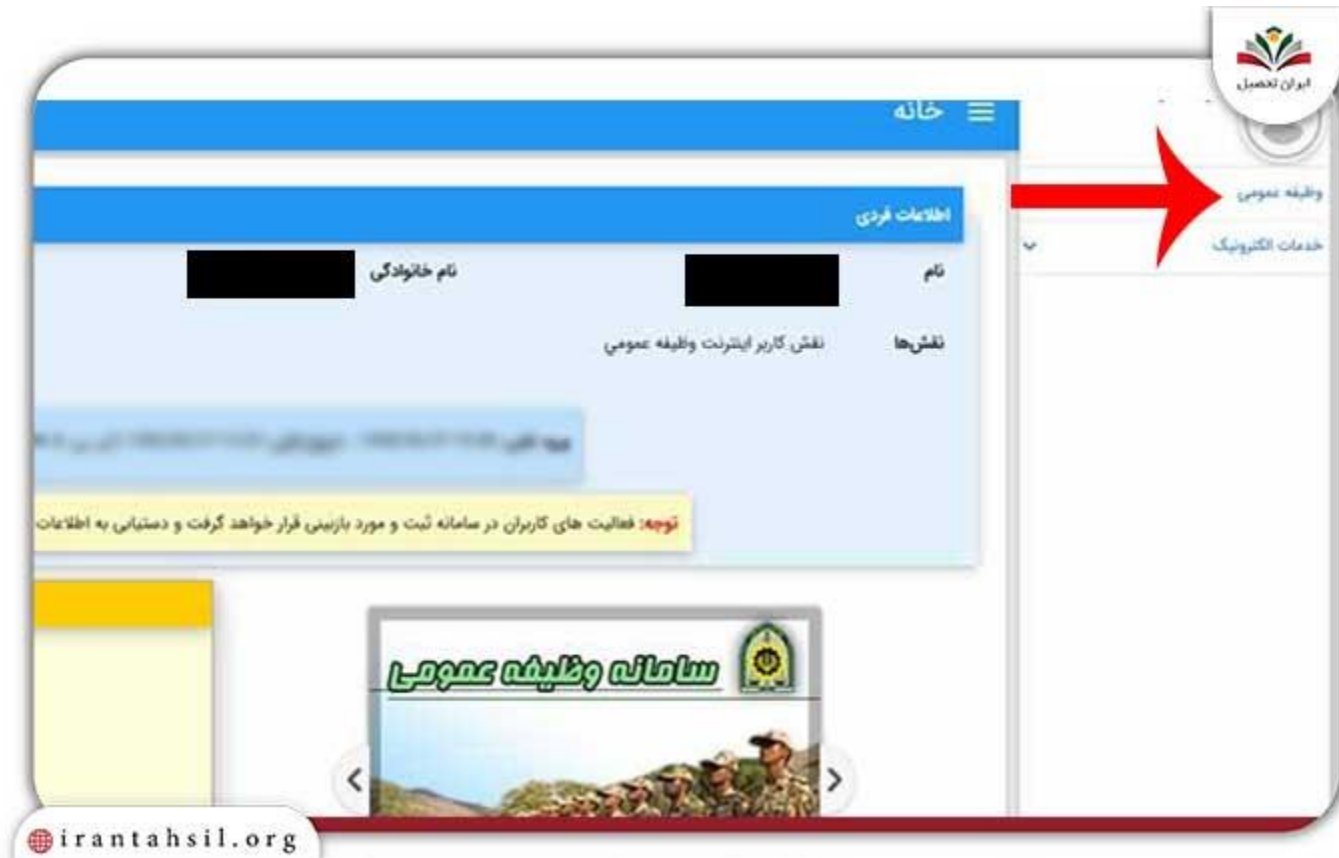 ایران تحصیل
خانه
وظیفه عمومی
خدمات الکترونیک
اطلاعات فردی
نام
نام خانوادگی
نقش‌ها
نقش کاربر اینترنت وظیفه عمومی
توجه: فعالیت های کاربران در سامانه ثبت و مورد بازبینی قرار خواهد گرفت و دستیابی به اطلاعات
سامانه وظیفه عمومی
irantahsil.org